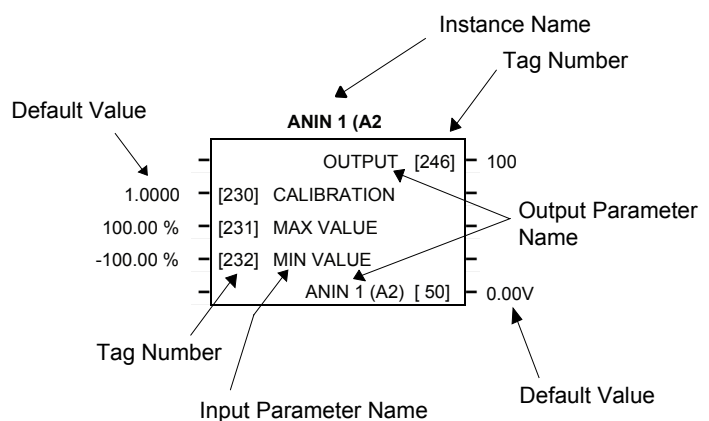 Instance Name
Tag Number
Default Value
ANIN 1 (A2
OUTPUT [246] 100
1.0000 [230] CALIBRATION
100.00 % [231] MAX VALUE
-100.00 % [232] MIN VALUE
Output Parameter
Name
ANIN 1 (A2) [ 50] 0.00V
Tag Number
Default Value
Input Parameter Name